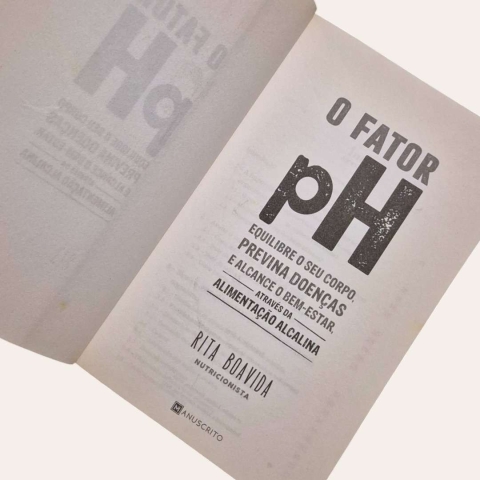 O FATOR
pH
EQUILIBRE O SEU CORPO,
PREVINA DOENÇAS
E ALCANCE O BEM-ESTAR,
ATRAVÉS DA
ALIMENTAÇÃO ALCALINA
RITA BOAVIDA
NUTRICIONISTA
MANUSCRITO